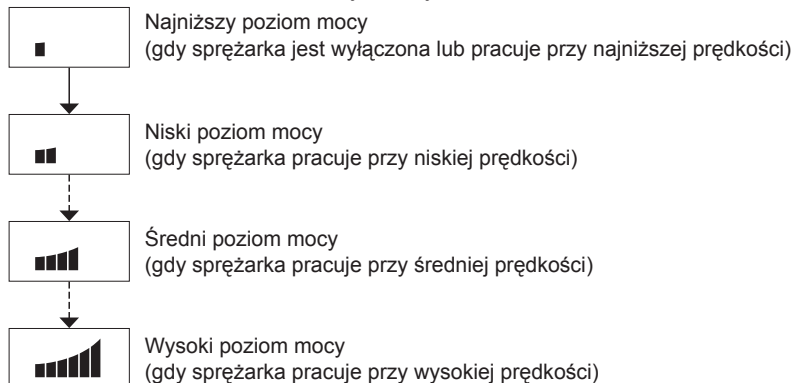 Najniższy poziom mocy
(gdy sprężarka jest wyłączona lub pracuje przy najniższej prędkości)
Niski poziom mocy
(gdy sprężarka pracuje przy niskiej prędkości)
Średni poziom mocy
(gdy sprężarka pracuje przy średniej prędkości)
Wysoki poziom mocy
(gdy sprężarka pracuje przy wysokiej prędkości)